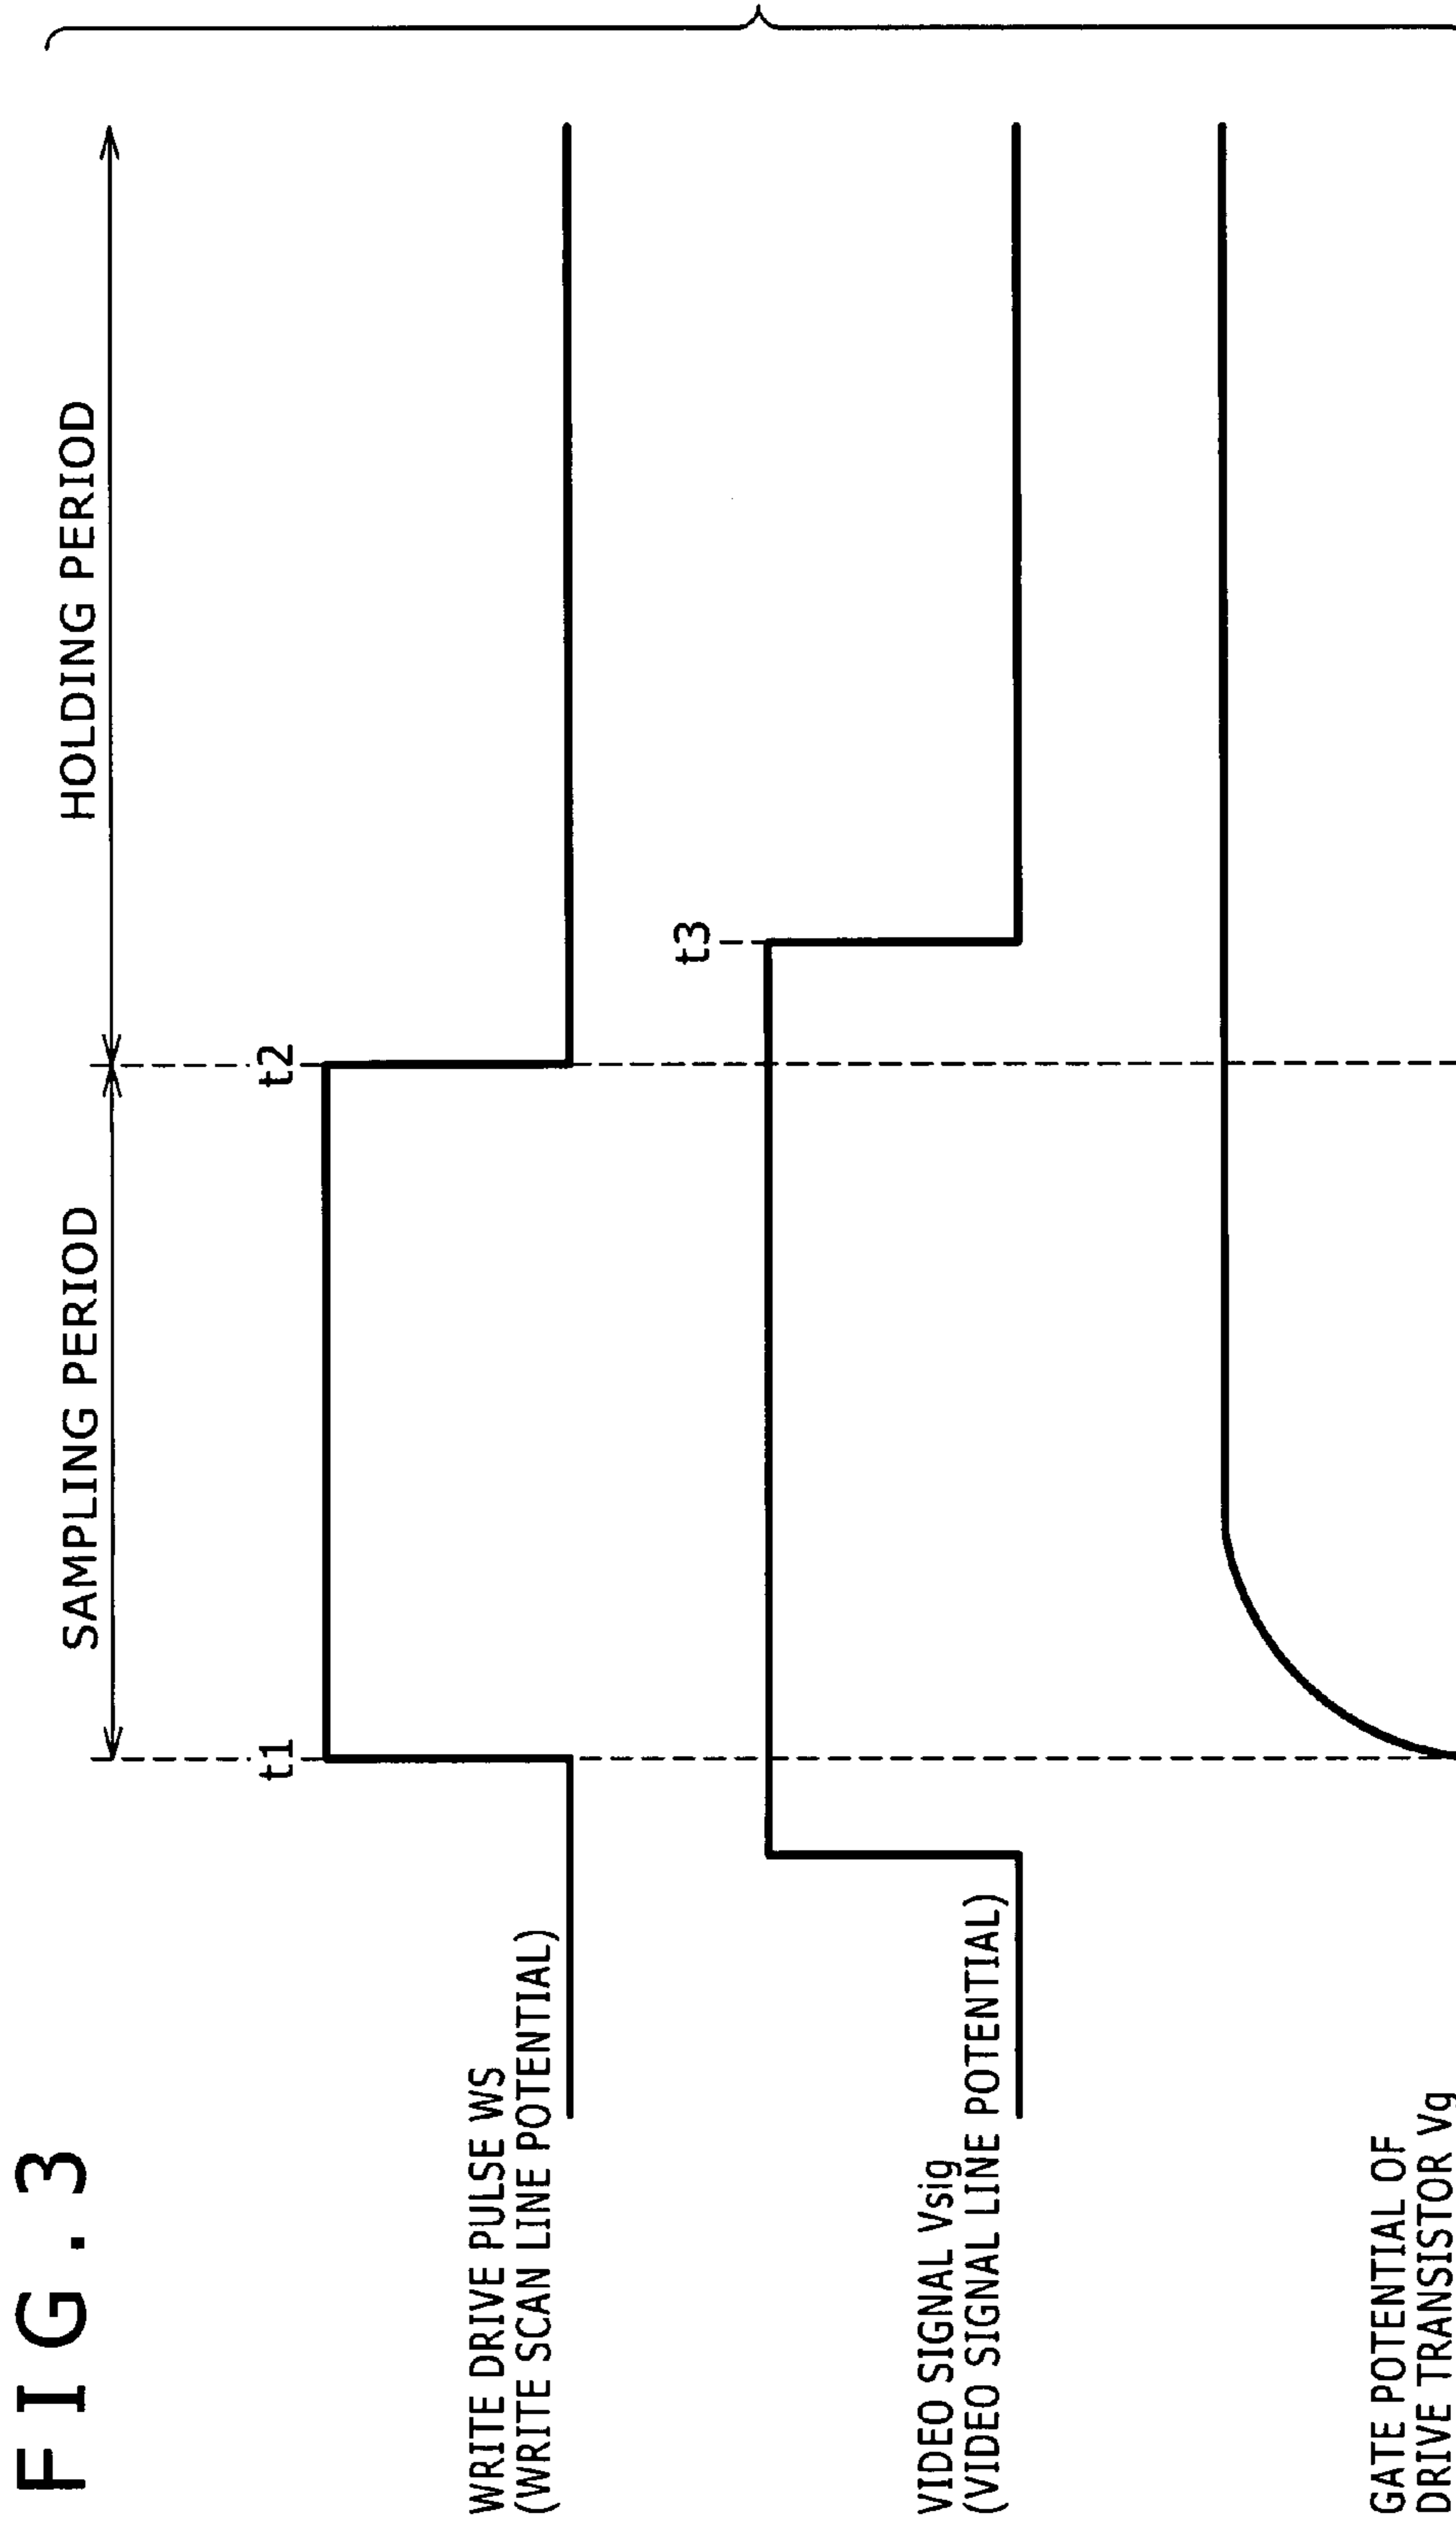 FIG.3
SAMPLING PERIOD
HOLDING PERIOD
t1
t2
WRITE DRIVE PULSE WS
(WRITE SCAN LINE POTENTIAL)
t3
VIDEO SIGNAL Vsig
(VIDEO SIGNAL LINE POTENTIAL)
GATE POTENTIAL OF
DRIVE TRANSISTOR Vg